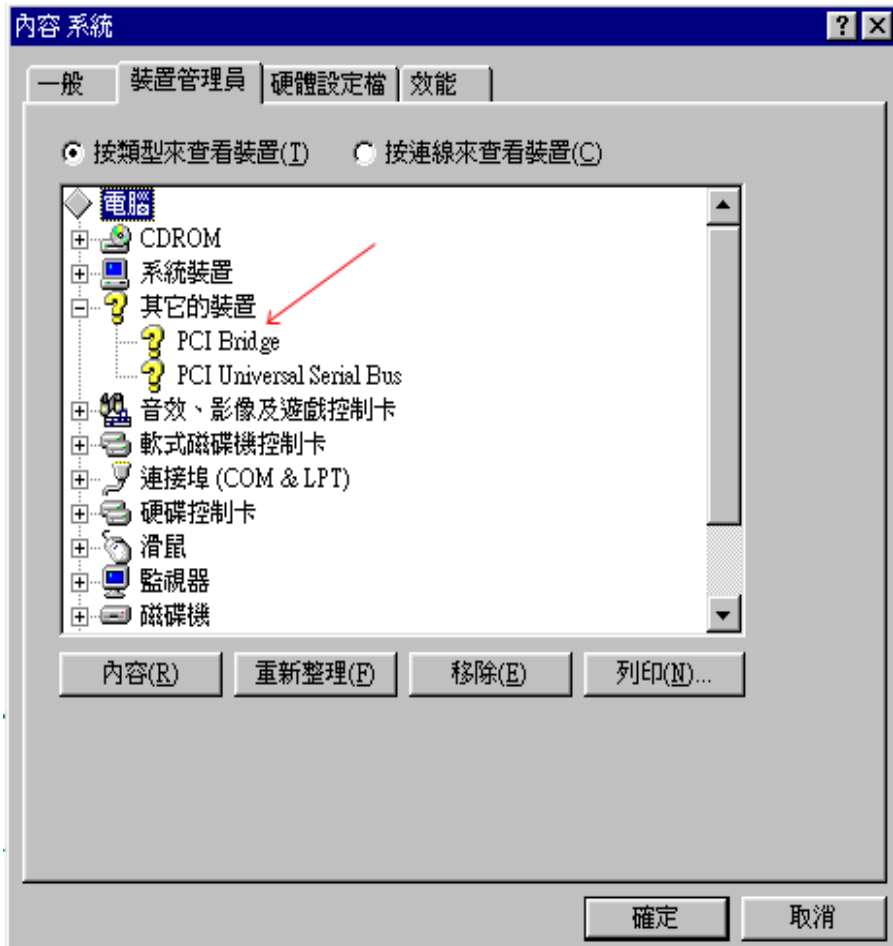 內容 系統
一般 裝置管理員 硬體設定檔 效能
按類型來查看裝置(T) 按連線來查看裝置(C)
電腦
CDROM
系統裝置
其它的裝置
PCI Bridge
PCI Universal Serial Bus
音效、影像及遊戲控制卡
軟式磁碟機控制卡
連接埠 (COM & LPT)
硬碟控制卡
滑鼠
監視器
磁碟機
內容(R) 重新整理(F) 移除(E) 列印(N)...
確定 取消